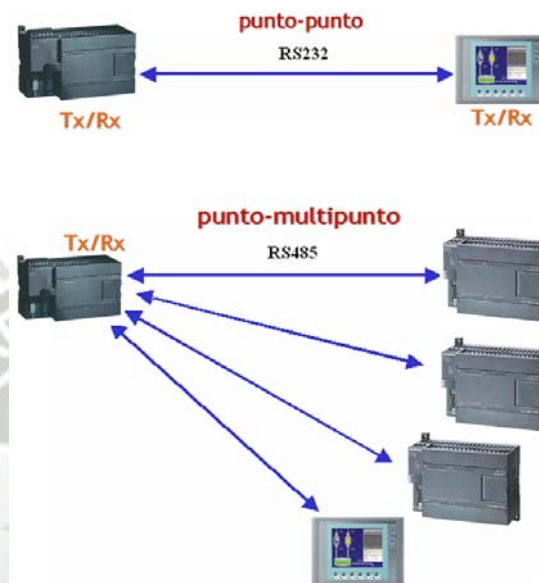 punto-punto
RS232
Tx/Rx
Tx/Rx
punto-multipunto
Tx/Rx
RS485